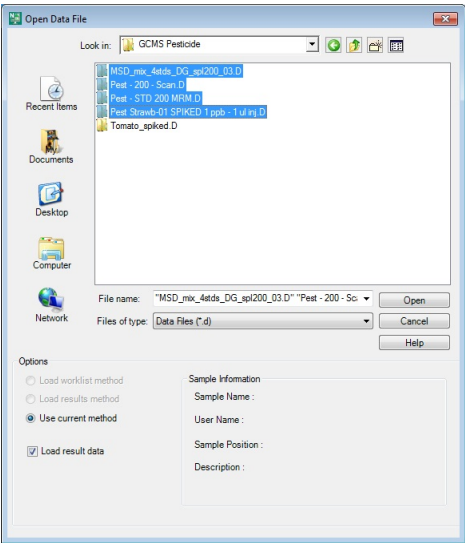 Open Data File
Look in: GCMS Pesticide
MSD_mix_4stds_DG_spl200_03.D
Pest - 200 - Scan.D
Pest - STD 200 MRM.D
Pest Strawb-01 SPIKED 1 ppb - 1 ul inj.D
Tomato_spiked.D
Recent Items
Documents
Desktop
Computer
Network
File name: "MSD_mix_4stds_DG_spl200_03.D" "Pest - 200 - Sc
Open
Files of type: Data Files (*.d)
Cancel
Help
Options
Load worklist method
Load results method
Use current method
Load result data
Sample Information
Sample Name :
User Name :
Sample Position :
Description :